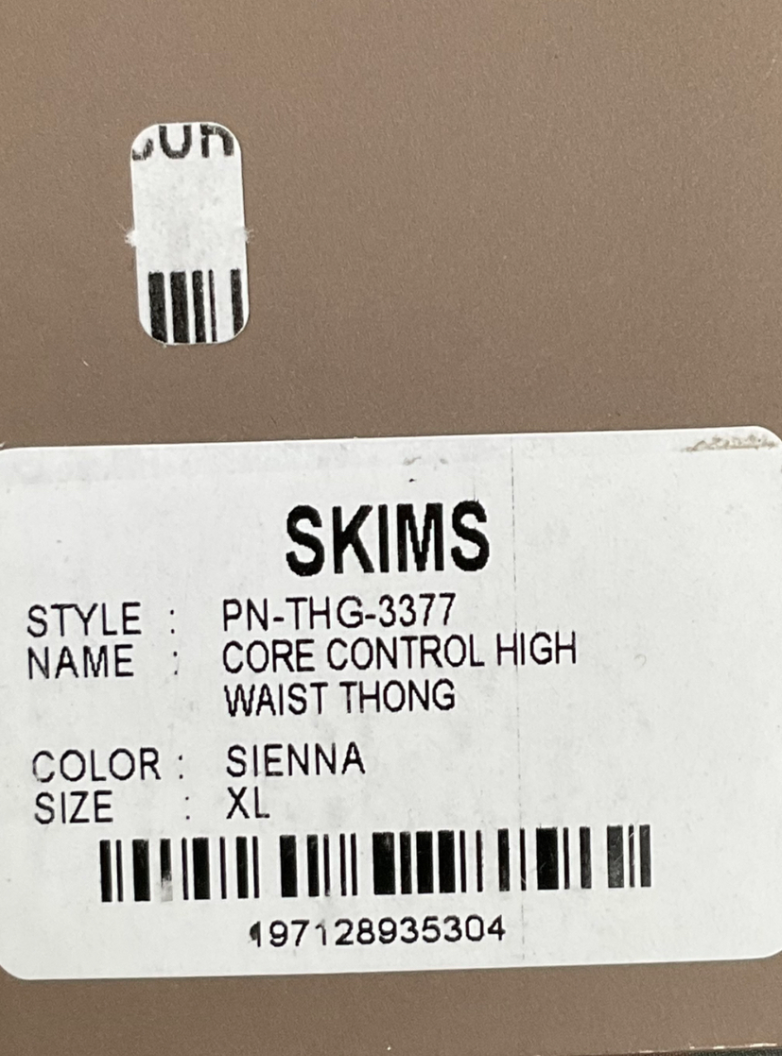 SKIMS
STYLE : PN-THG-3377
NAME : CORE CONTROL HIGH
WAIST THONG
COLOR : SIENNA
SIZE : XL
197128935304